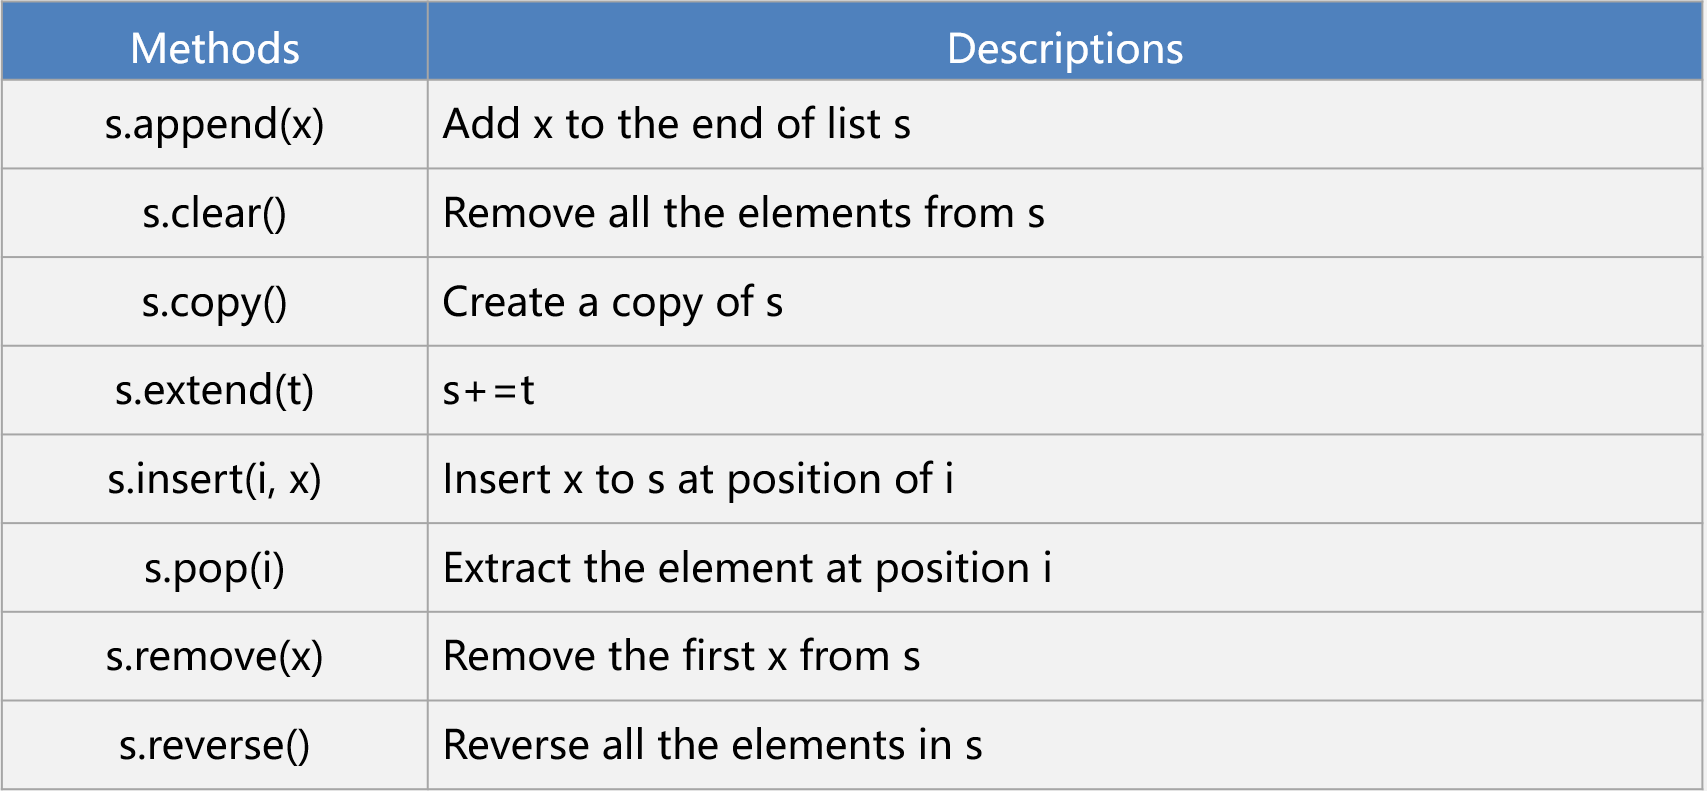 Methods Descriptions
s.append(x) Add x to the end of list s
s.clear() Remove all the elements from s
s.copy() Create a copy of s
s.extend(t) s+=t
s.insert(i, x) Insert x to s at position of i
s.pop(i) Extract the element at position i
s.remove(x) Remove the first x from s
s.reverse() Reverse all the elements in s